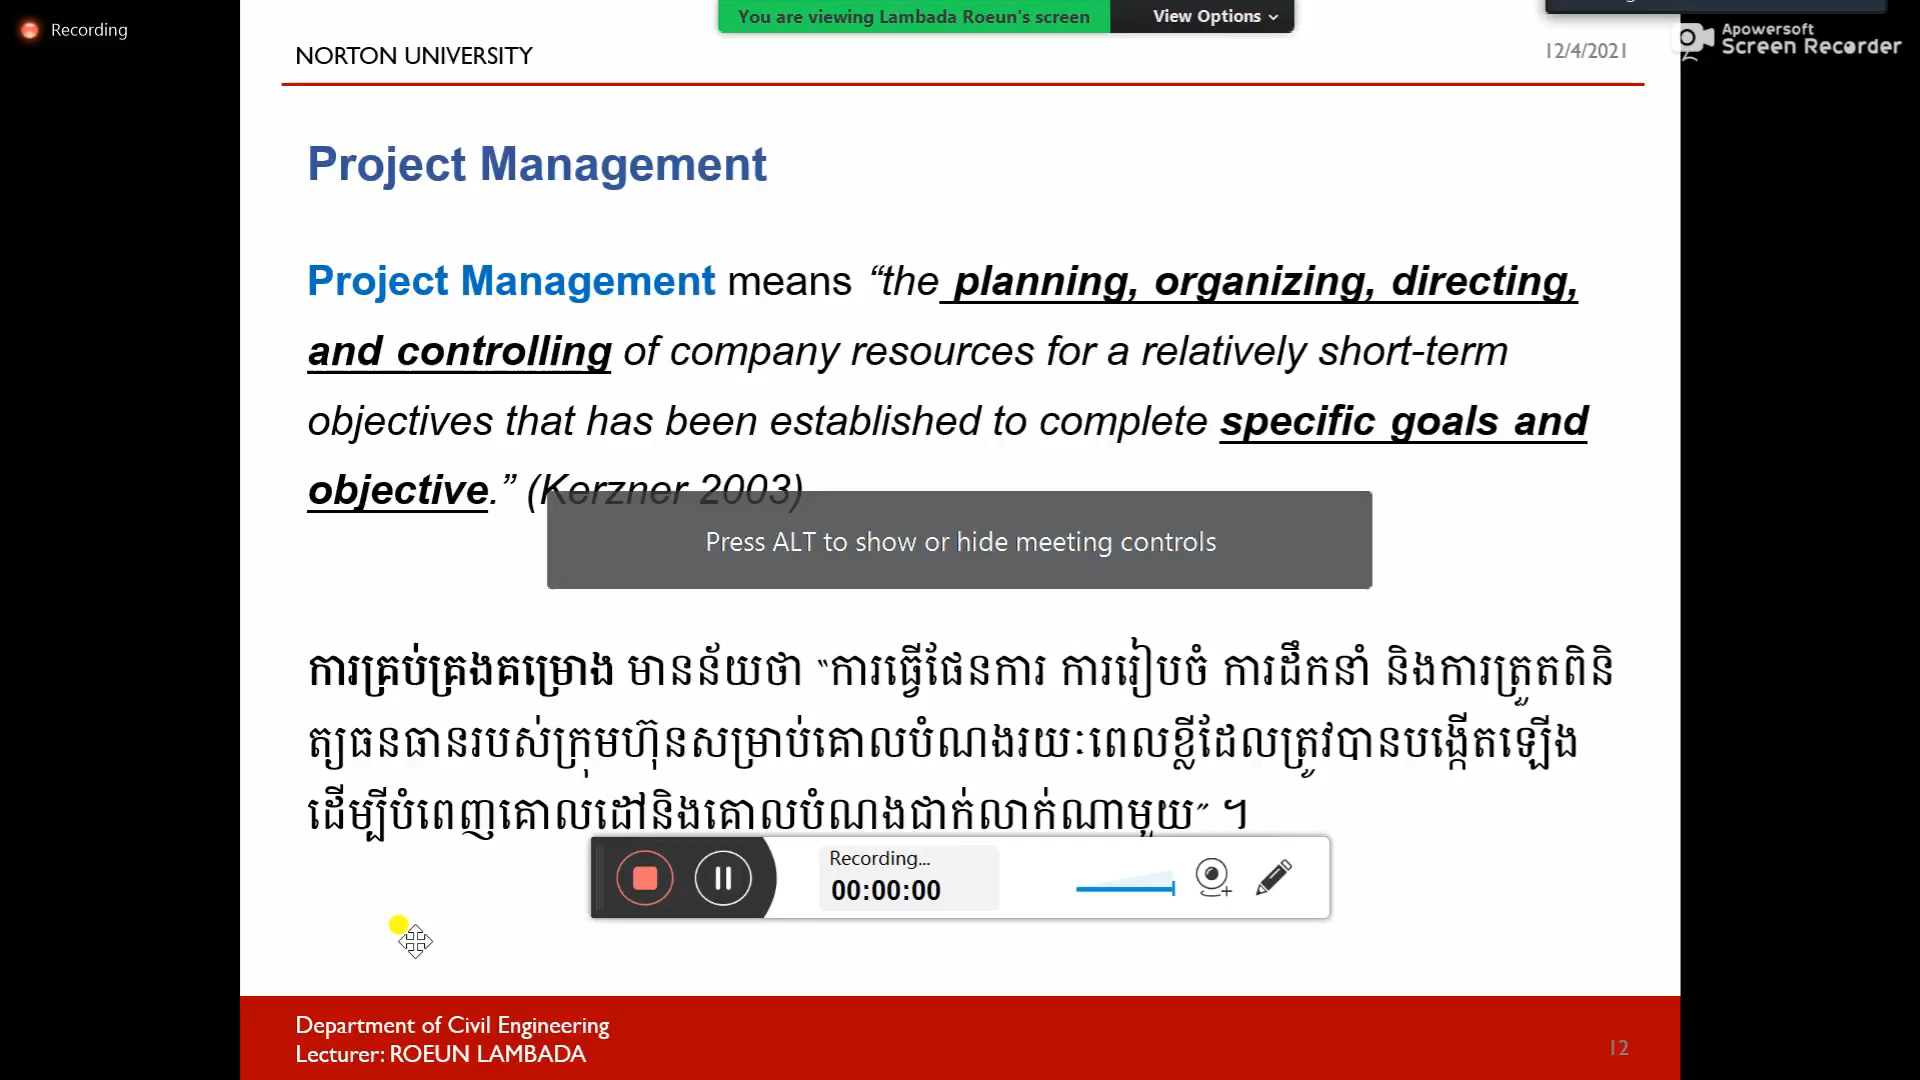 Recording
You are viewing Lambada Roeun's screen
View Options
Apowersoft
Screen Recorder
NORTON UNIVERSITY
12/4/2021
Project Management
Project Management means “the planning, organizing, directing,
and controlling of company resources for a relatively short-term
objectives that has been established to complete specific goals and
objective.” (Kerzner 2003)
Press ALT to show or hide meeting controls
ការគ្រប់គ្រងគម្រោង មានន័យថា “ការធ្វើផែនការ ការរៀបចំ ការដឹកនាំ និងការត្រួតពិនិ
ត្យធនធានរបស់ក្រុមហ៊ុនសម្រាប់គោលបំណងរយៈពេលខ្លីដែលត្រូវបានបង្កើតឡើង
ដើម្បីបំពេញគោលដៅនិងគោលបំណងជាក់លាក់ណាមួយ” ។
Recording...
00:00:00
Department of Civil Engineering
Lecturer: ROEUN LAMBADA
12